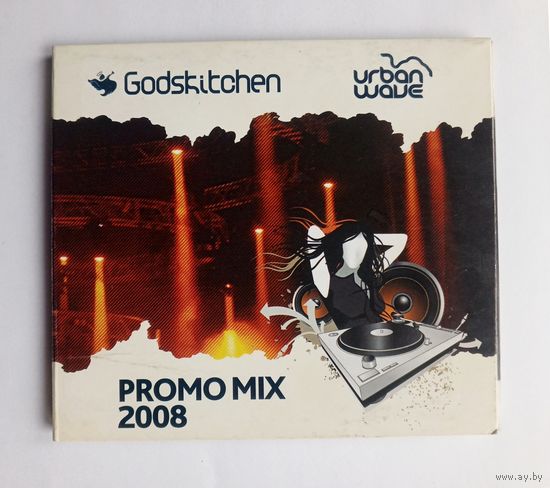 Godskitchen
urban
wave
PROMO MIX
2008
www.ay.by